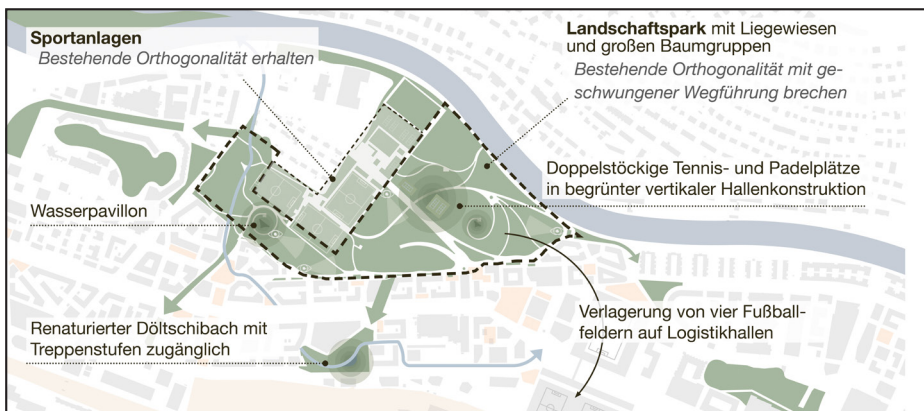 Sportanlagen
Bestehende Orthogonalität erhalten
Landschaftspark mit Liegewiesen
und großen Baumgruppen
Bestehende Orthogonalität mit ge-
schwungener Wegführung brechen
Doppelstöckige Tennis- und Padelplätze
in begrünter vertikaler Hallenkonstruktion
Wasserpavillon
Renaturierter Döltschibach mit
Treppenstufen zugänglich
Verlagerung von vier Fußball-
feldern auf Logistikhallen